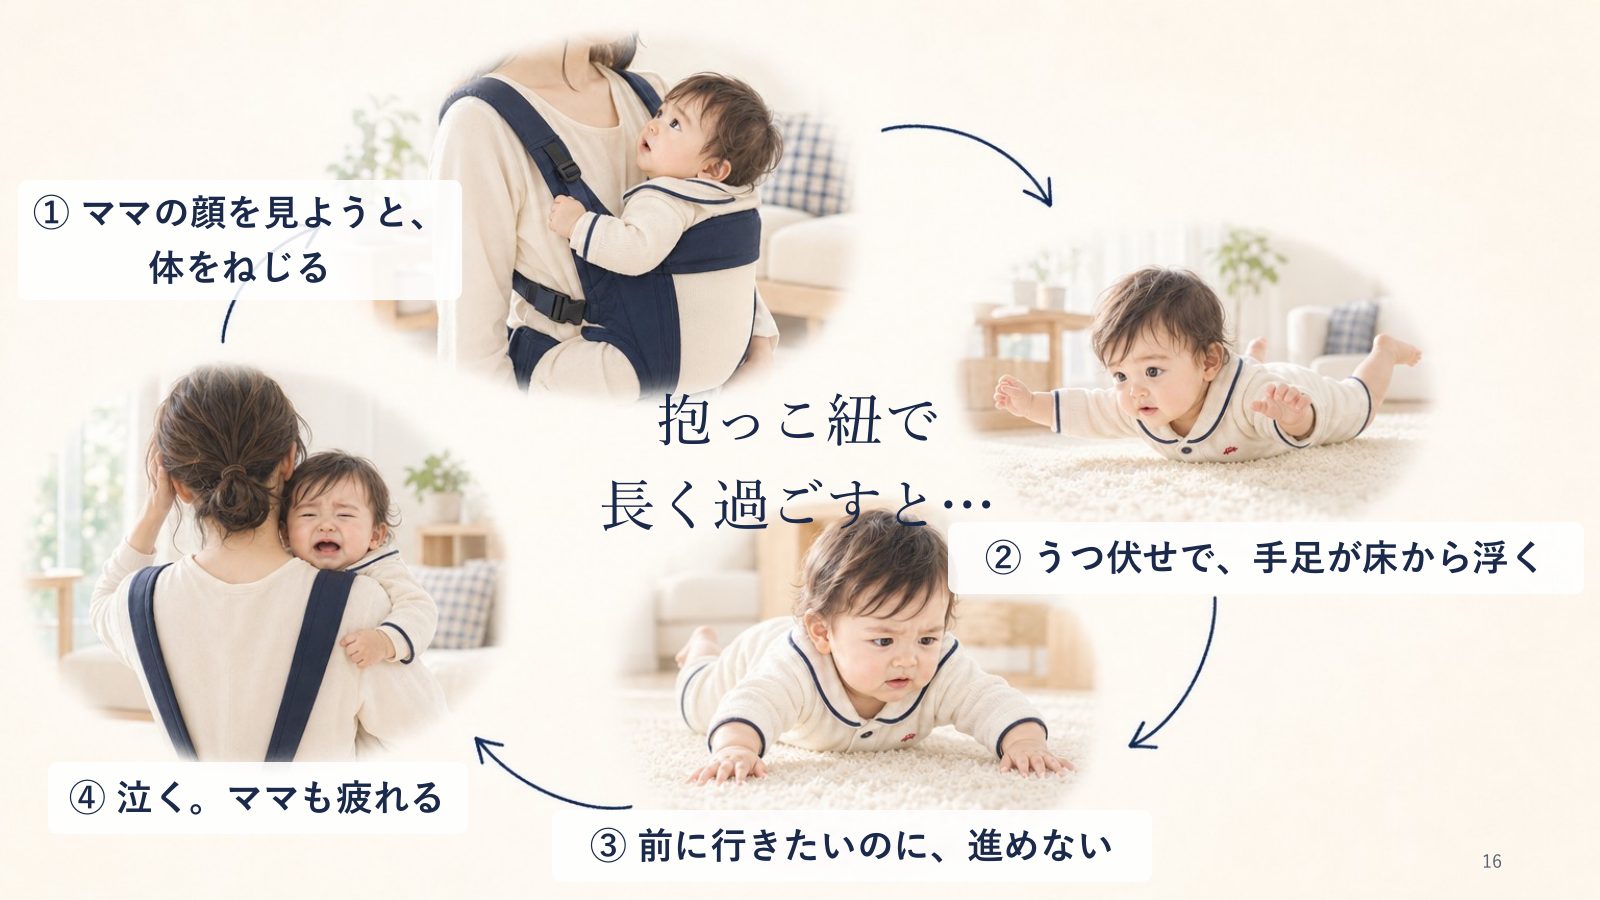 ① ママの顔を見ようと、
体をねじる
抱っこ紐で
長く過ごすと…
② うつ伏せで、手足が床から浮く
③ 前に行きたいのに、進めない
④ 泣く。ママも疲れる
16